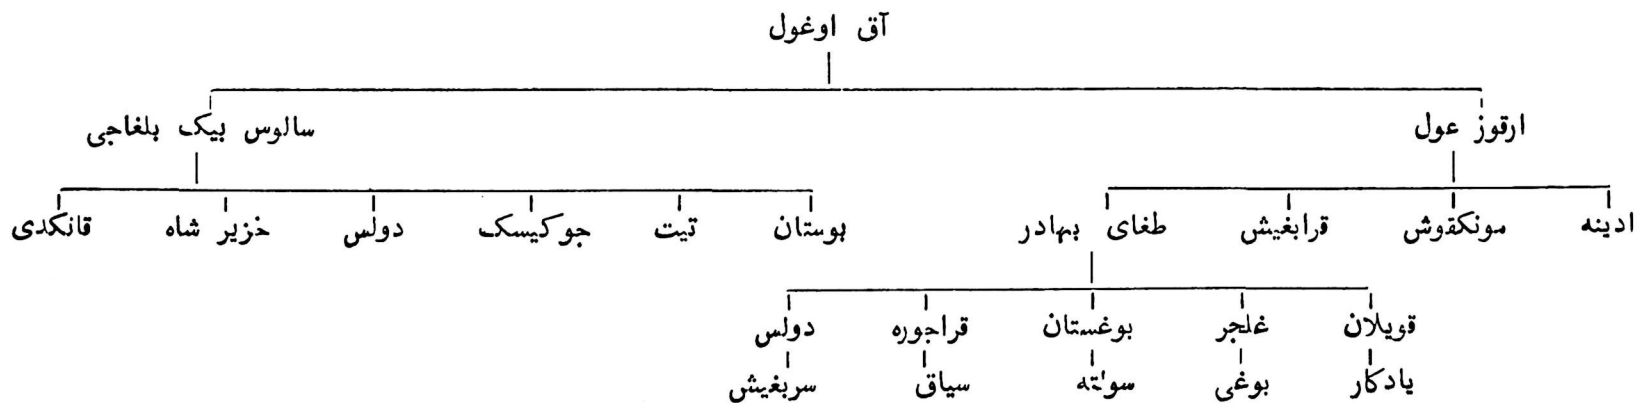 آق اوغول
ارقوز عول سالوس بیک بلغاجی
ادینه مونکقوش قرابغیش طغای بهادر بوستان تیت جوکیسک دولس خزیر شاه قانکدی
قویلان غلجر بوغستان قراجوره دولس
یادکار بوغی سولته سیاق سربغیش